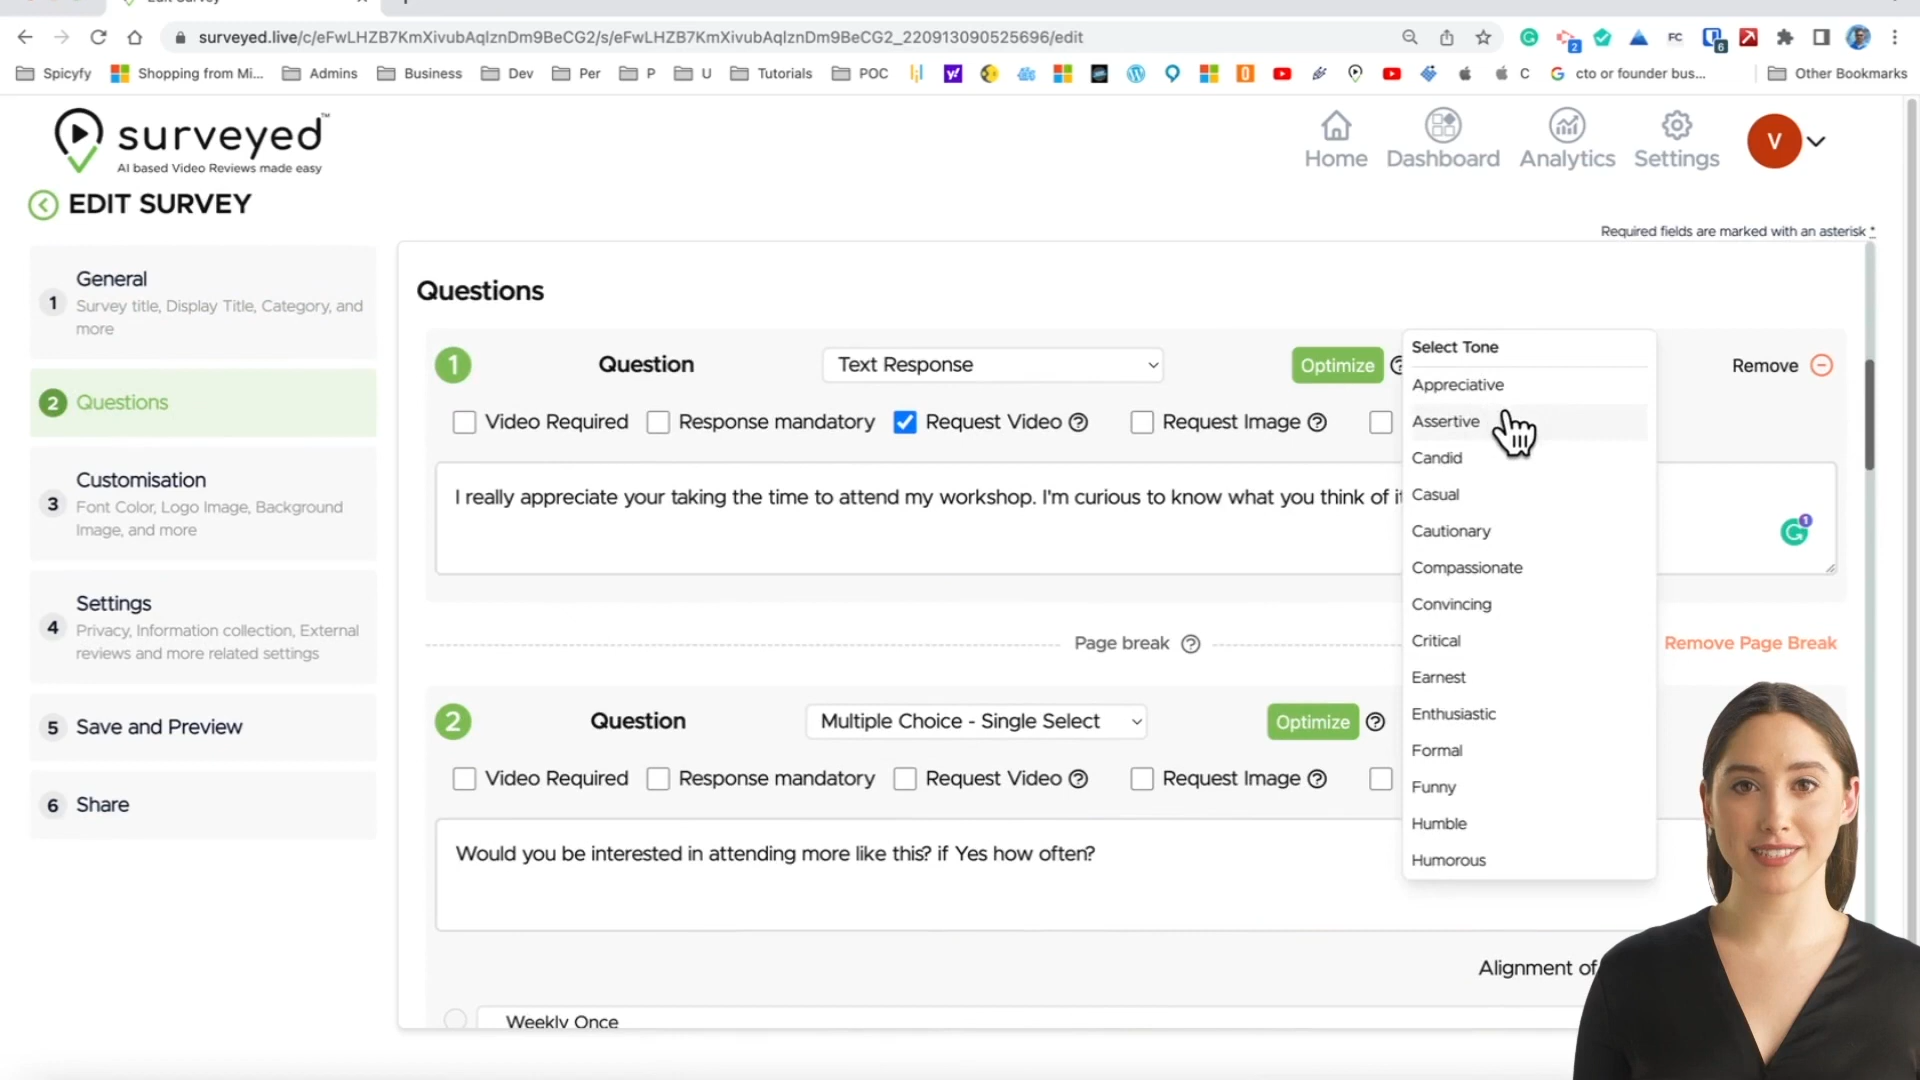 surveyed.live/c/eFwLHZB7KmXivubAqIznDm9BeCG2/s/eFwLHZB7KmXivubAqIznDm9BeCG2_220913090525696/edit
Spicyfy Shopping from Mi... Admins Business Dev Per P U Tutorials POC C cto or founder bus... Other Bookmarks
surveyed™
AI based Video Reviews made easy
Home Dashboard Analytics Settings V
EDIT SURVEY
Required fields are marked with an asterisk *
1 General
Survey title, Display Title, Category, and
more
2 Questions
3 Customisation
Font Color, Logo Image, Background
Image, and more
4 Settings
Privacy, Information collection, External
reviews and more related settings
5 Save and Preview
6 Share
Questions
1 Question Text Response Optimize Remove
Video Required Response mandatory Request Video Request Image
I really appreciate your taking the time to attend my workshop. I'm curious to know what you think of it
Page break Remove Page Break
2 Question Multiple Choice - Single Select Optimize
Video Required Response mandatory Request Video Request Image
Would you be interested in attending more like this? if Yes how often?
Alignment of
Weekly Once
Select Tone
Appreciative
Assertive
Candid
Casual
Cautionary
Compassionate
Convincing
Critical
Earnest
Enthusiastic
Formal
Funny
Humble
Humorous